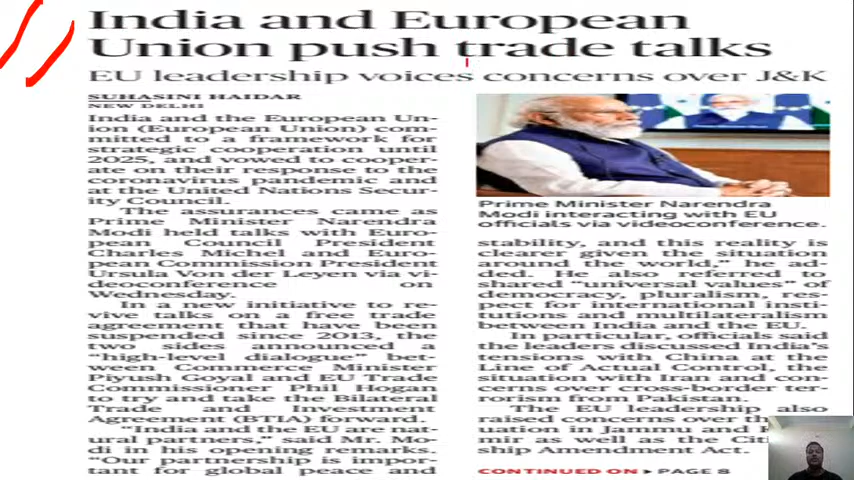 India and European
Union push trade talks
EU leadership voices concerns over J&K
SUHASINI HAIDAR
NEW DELHI
India and the European Un-
ion (European Union) com-
mitted to a framework for
strategic cooperation until
2025, and vowed to cooper-
ate on their response to the
coronavirus pandemic and
at the United Nations Secur-
ity Council.
The assurances came as
Prime Minister Narendra
Modi held talks with Euro-
pean Council President
Charles Michel and Euro-
pean Commission President
Ursula Von der Leyen via vi-
deoconference on
Wednesday.
In a new initiative to re-
vive talks on a free trade
agreement that have been
suspended since 2013, the
two sides announced a
“high-level dialogue” bet-
ween Commerce Minister
Piyush Goyal and EU Trade
Commissioner Phil Hogan
to try and take the Bilateral
Trade and Investment
Agreement (BTIA) forward.
“India and the EU are nat-
ural partners,” said Mr. Mo-
di in his opening remarks.
“Our partnership is impor-
tant for global peace and
Prime Minister Narendra
Modi interacting with EU
officials via videoconference.
stability, and this reality is
clearer given the situation
around the world,” he ad-
ded. He also referred to
shared “universal values” of
democracy, pluralism, res-
pect for international insti-
tutions and multilateralism
between India and the EU.
In particular, officials said
the leaders discussed India’s
tensions with China at the
Line of Actual Control, the
situation with Iran and con-
cerns over cross-border ter-
rorism from Pakistan.
The EU leadership also
raised concerns over th
uation in Jammu and
mir as well as the Citi
ship Amendment Act.
CONTINUED ON PAGE 8